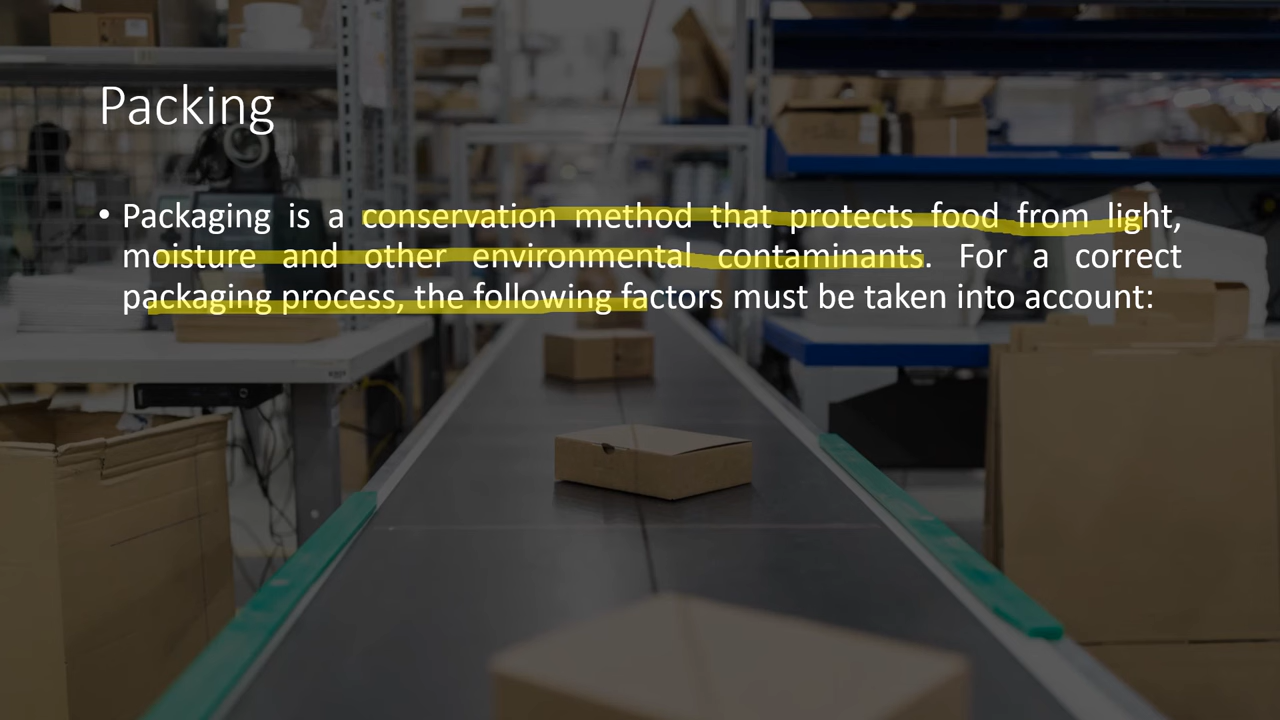 Packing
• Packaging is a conservation method that protects food from light,
moisture and other environmental contaminants. For a correct
packaging process, the following factors must be taken into account: